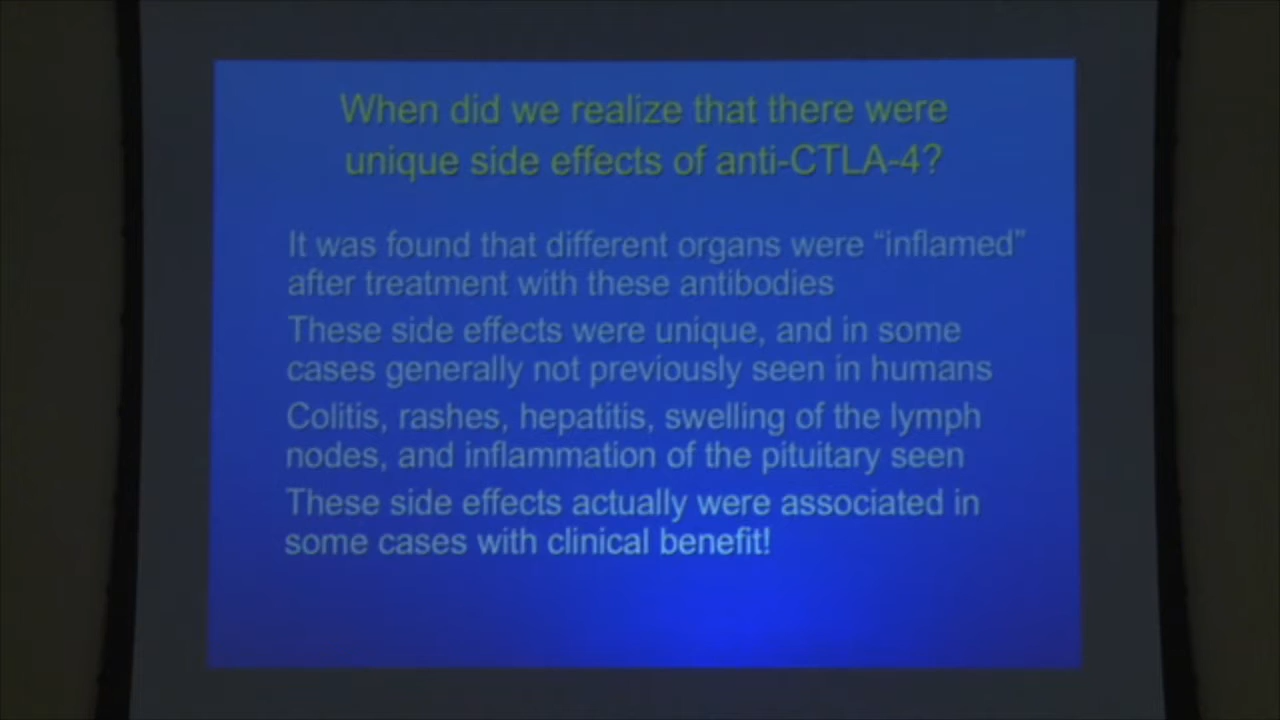 When did we realize that there were
unique side effects of anti-CTLA-4?
It was found that different organs were “inflamed”
after treatment with these antibodies
These side effects were unique, and in some
cases generally not previously seen in humans
Colitis, rashes, hepatitis, swelling of the lymph
nodes, and inflammation of the pituitary seen
These side effects actually were associated in
some cases with clinical benefit!